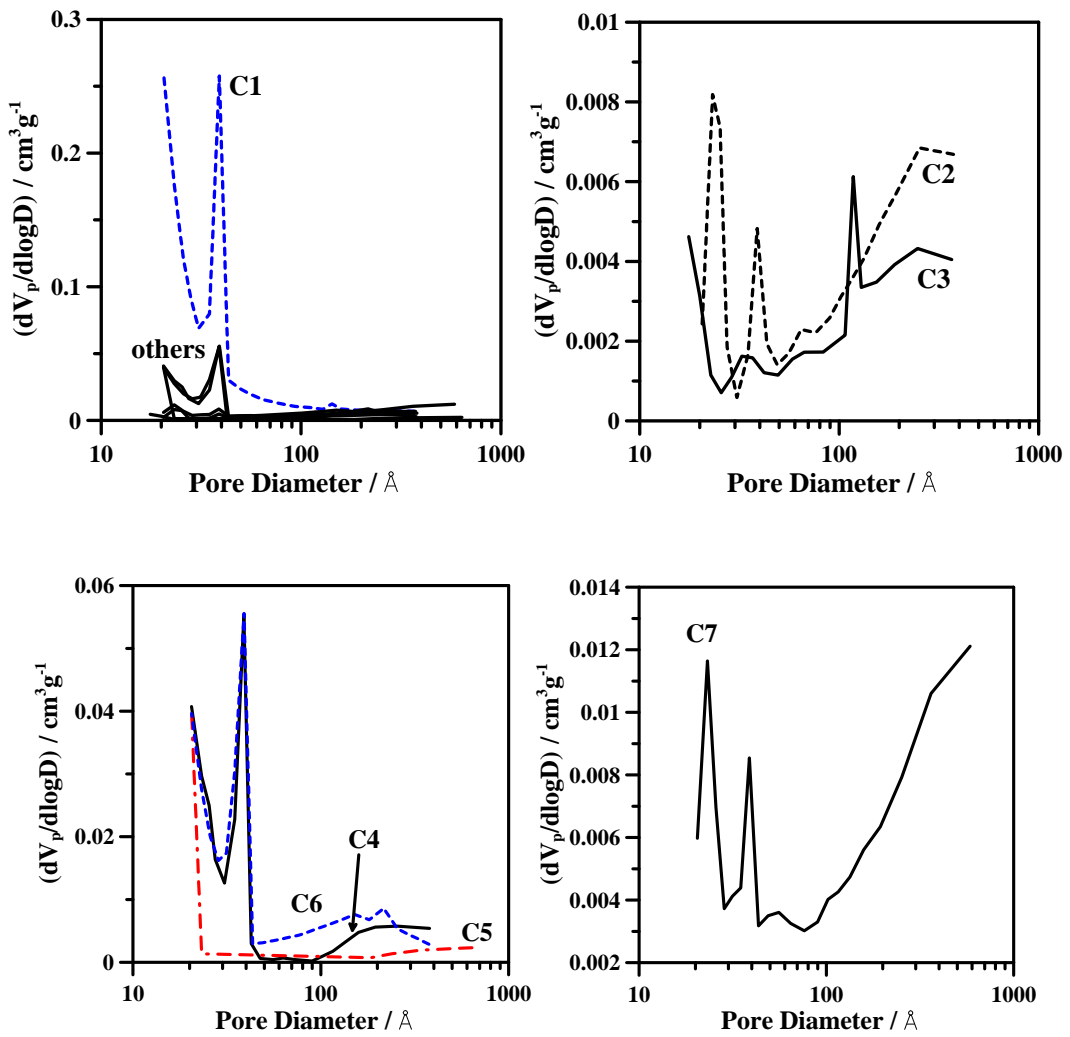 (dVp/dlogD) / cm³g⁻¹
0.3
0.2
0.1
0
C1
others
10
100
1000
Pore Diameter / Å
(dVp/dlogD) / cm³g⁻¹
0.01
0.008
0.006
0.004
0.002
0
C2
C3
10
100
1000
Pore Diameter / Å
(dVp/dlogD) / cm³g⁻¹
0.06
0.04
0.02
0
C4
C6
C5
10
100
1000
Pore Diameter / Å
(dVp/dlogD) / cm³g⁻¹
0.014
0.012
0.01
0.008
0.006
0.004
0.002
C7
10
100
1000
Pore Diameter / Å